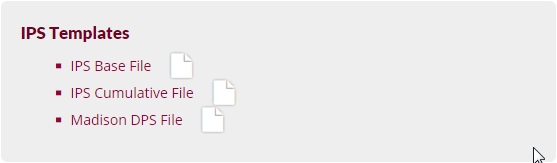 IPS Templates
IPS Base File
IPS Cumulative File
Madison DPS File